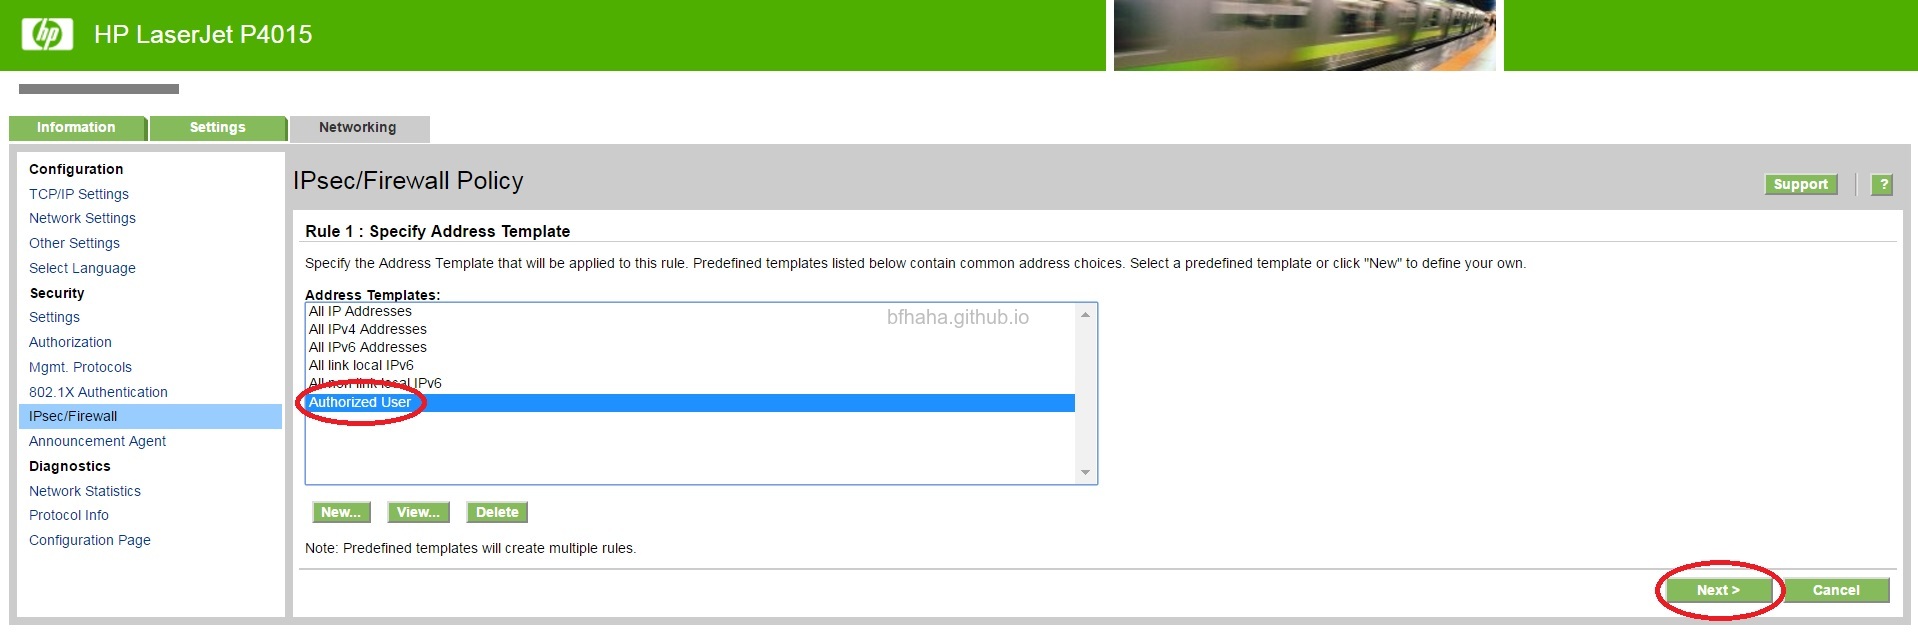 hp HP LaserJet P4015
Information Settings Networking
Configuration
TCP/IP Settings
Network Settings
Other Settings
Select Language
Security
Settings
Authorization
Mgmt. Protocols
802.1X Authentication
IPsec/Firewall
Announcement Agent
Diagnostics
Network Statistics
Protocol Info
Configuration Page
IPsec/Firewall Policy
Support ?
Rule 1 : Specify Address Template
Specify the Address Template that will be applied to this rule. Predefined templates listed below contain common address choices. Select a predefined template or click "New" to define your own.
Address Templates:
All IP Addresses
bfhaha.github.io
All IPv4 Addresses
All IPv6 Addresses
All link local IPv6
All non link local IPv6
Authorized User
New... View... Delete
Note: Predefined templates will create multiple rules.
Next > Cancel